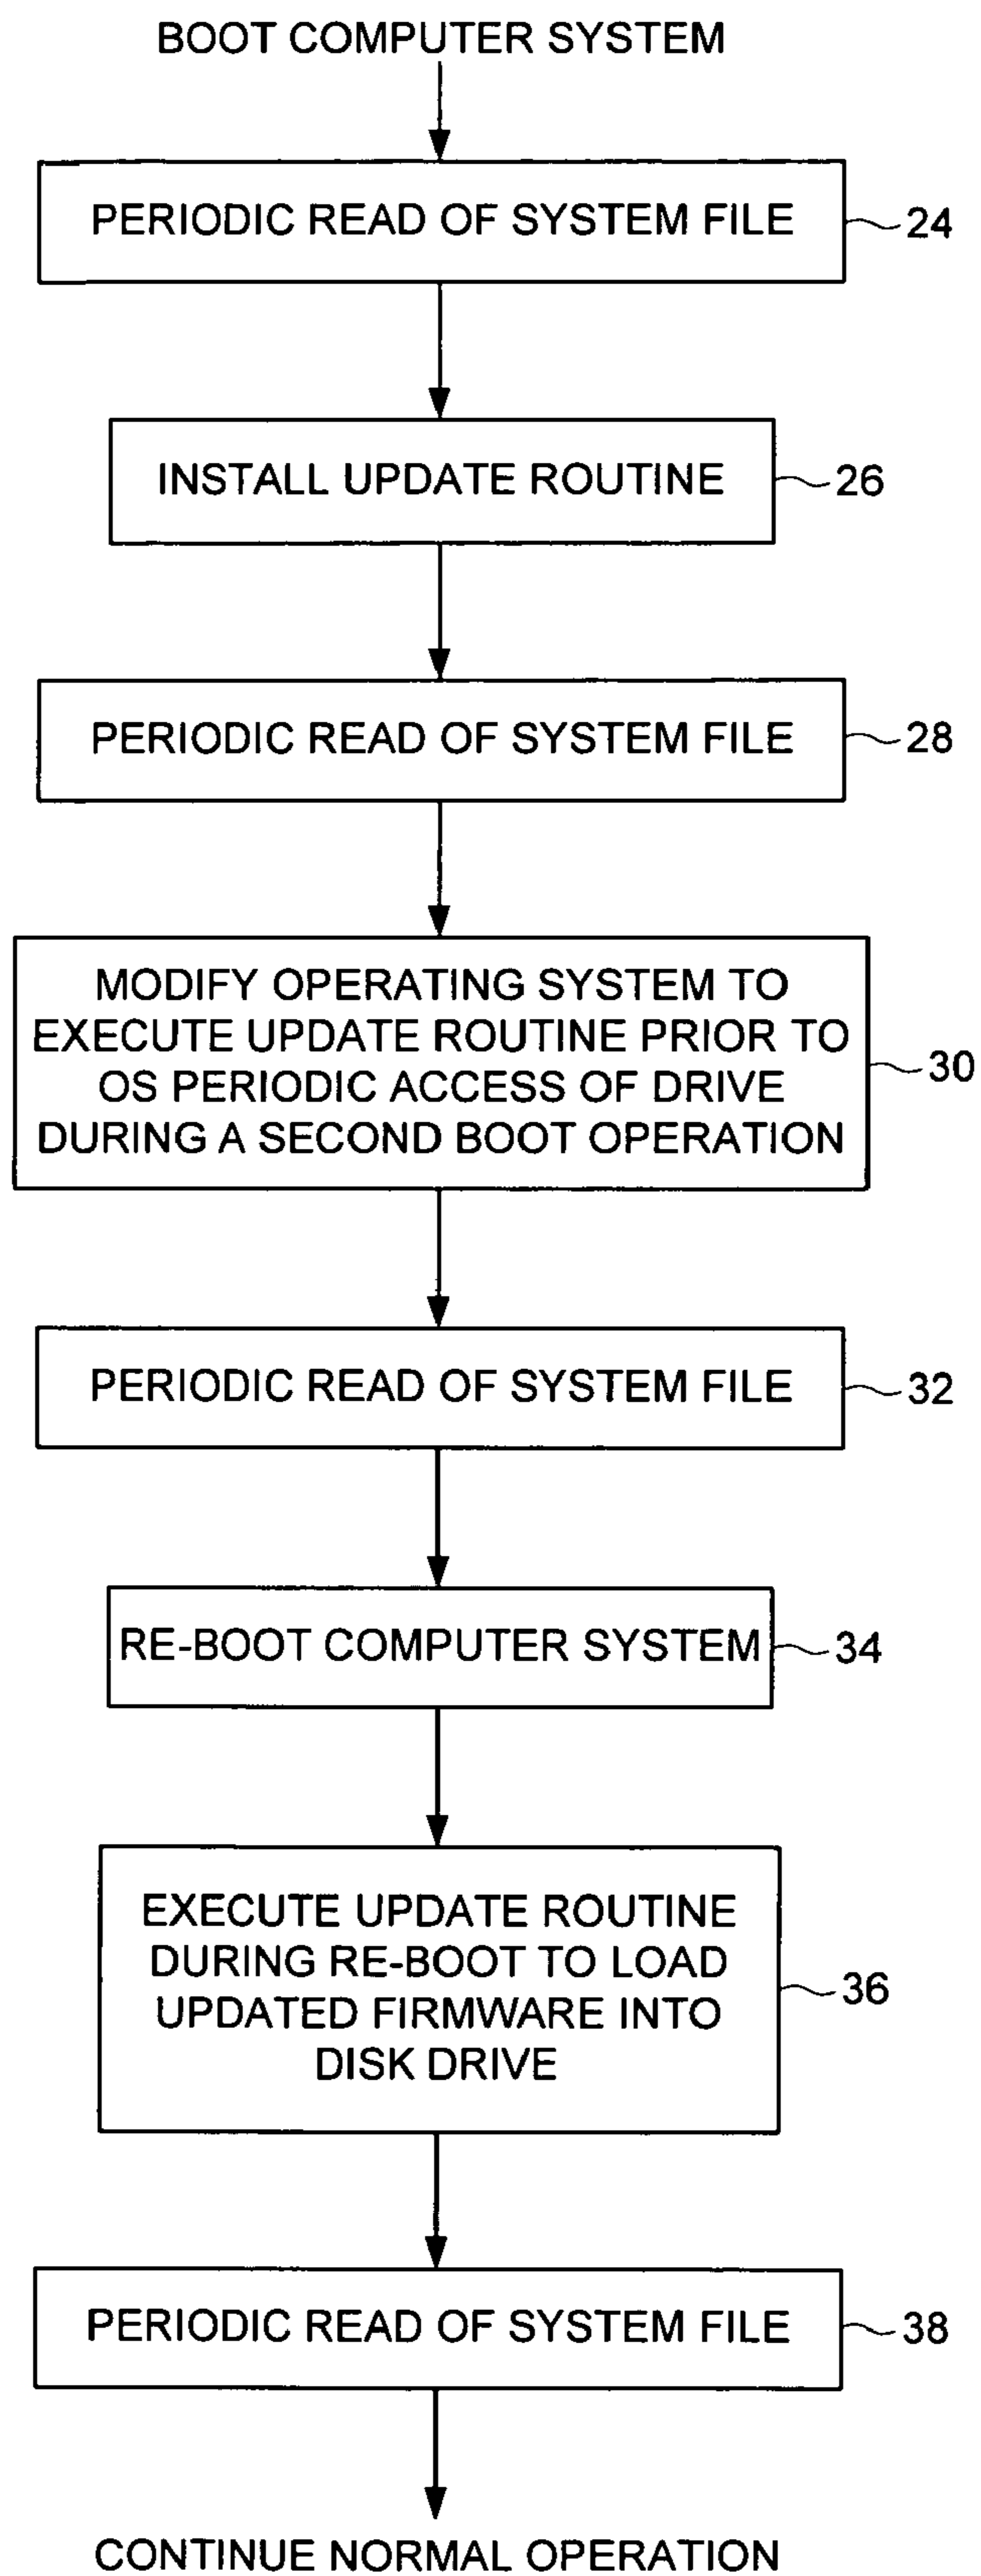 BOOT COMPUTER SYSTEM
PERIODIC READ OF SYSTEM FILE
24
INSTALL UPDATE ROUTINE
26
PERIODIC READ OF SYSTEM FILE
28
MODIFY OPERATING SYSTEM TO
EXECUTE UPDATE ROUTINE PRIOR TO
OS PERIODIC ACCESS OF DRIVE
DURING A SECOND BOOT OPERATION
30
PERIODIC READ OF SYSTEM FILE
32
RE-BOOT COMPUTER SYSTEM
34
EXECUTE UPDATE ROUTINE
DURING RE-BOOT TO LOAD
UPDATED FIRMWARE INTO
DISK DRIVE
36
PERIODIC READ OF SYSTEM FILE
38
CONTINUE NORMAL OPERATION